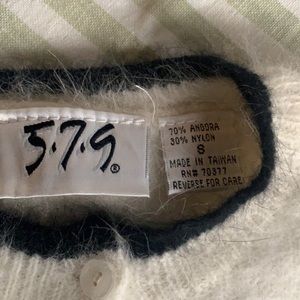 5·7·9®
70% ANGORA
30% NYLON
S
MADE IN TAIWAN
RN# 70377
REVERSE FOR CARE